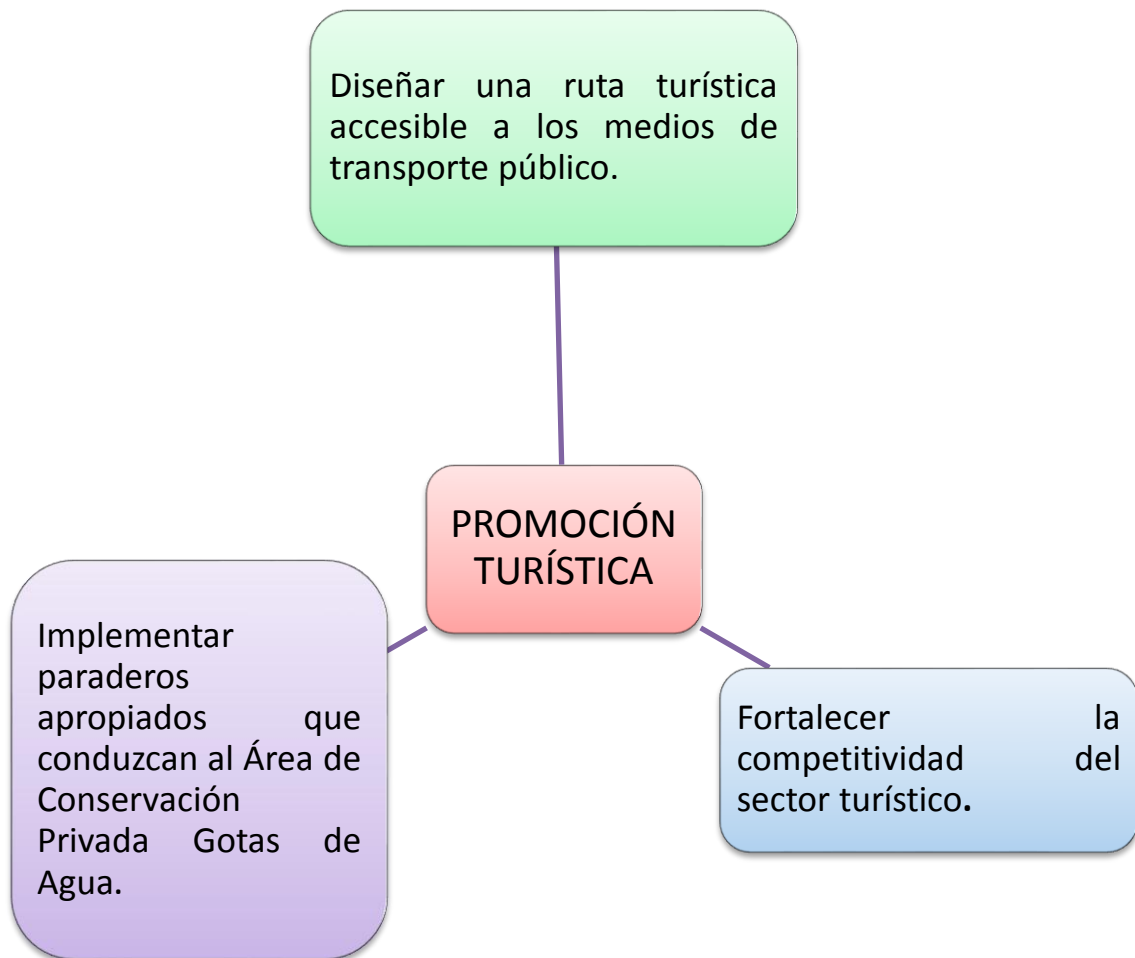 Diseñar una ruta turística
accesible a los medios de
transporte público.
PROMOCIÓN
TURÍSTICA
Implementar
paraderos
apropiados que
conduzcan al Área de
Conservación
Privada Gotas de
Agua.
Fortalecer la
competitividad del
sector turístico.